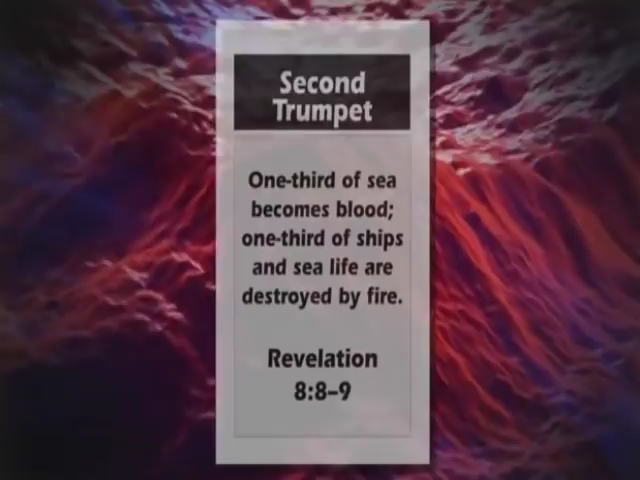 Second
Trumpet
One-third of sea
becomes blood;
one-third of ships
and sea life are
destroyed by fire.
Revelation
8:8–9